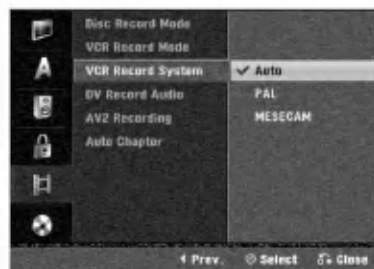 Disc Record Mode
VCR Record Mode
VCR Record System
✓ Auto
DV Record Audio
PAL
AV2 Recording
MESECAM
Auto Chapter
A
◄ Prev. Select Close